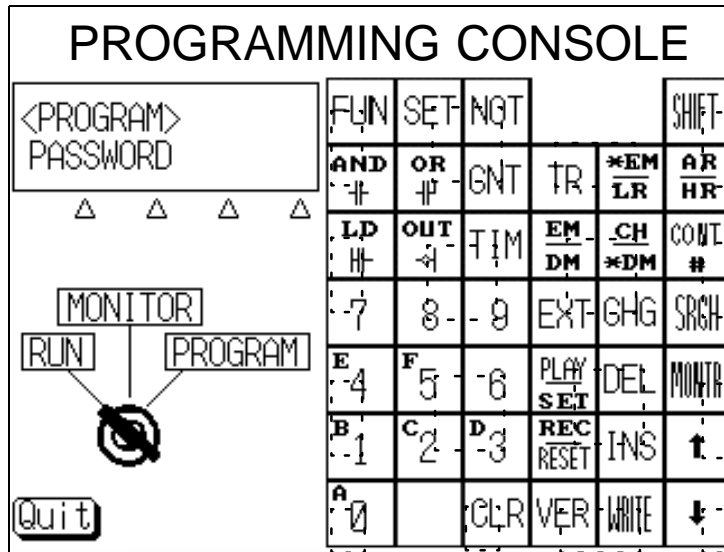 PROGRAMMING CONSOLE
<PROGRAM>
PASSWORD
MONITOR
RUN PROGRAM
Quit
FUN SET NOT SHIFT
AND OR CNT TR *EM LR AR HR
LD OUT TIM EM DM CH *DM CONT #
7 8 9 EXT CHG SRCH
E 4 F 5 6 PLAY SET DEL MONTR
B 1 C 2 D 3 REC RESET INS ↑
A 0 CLR VER WRITE ↓